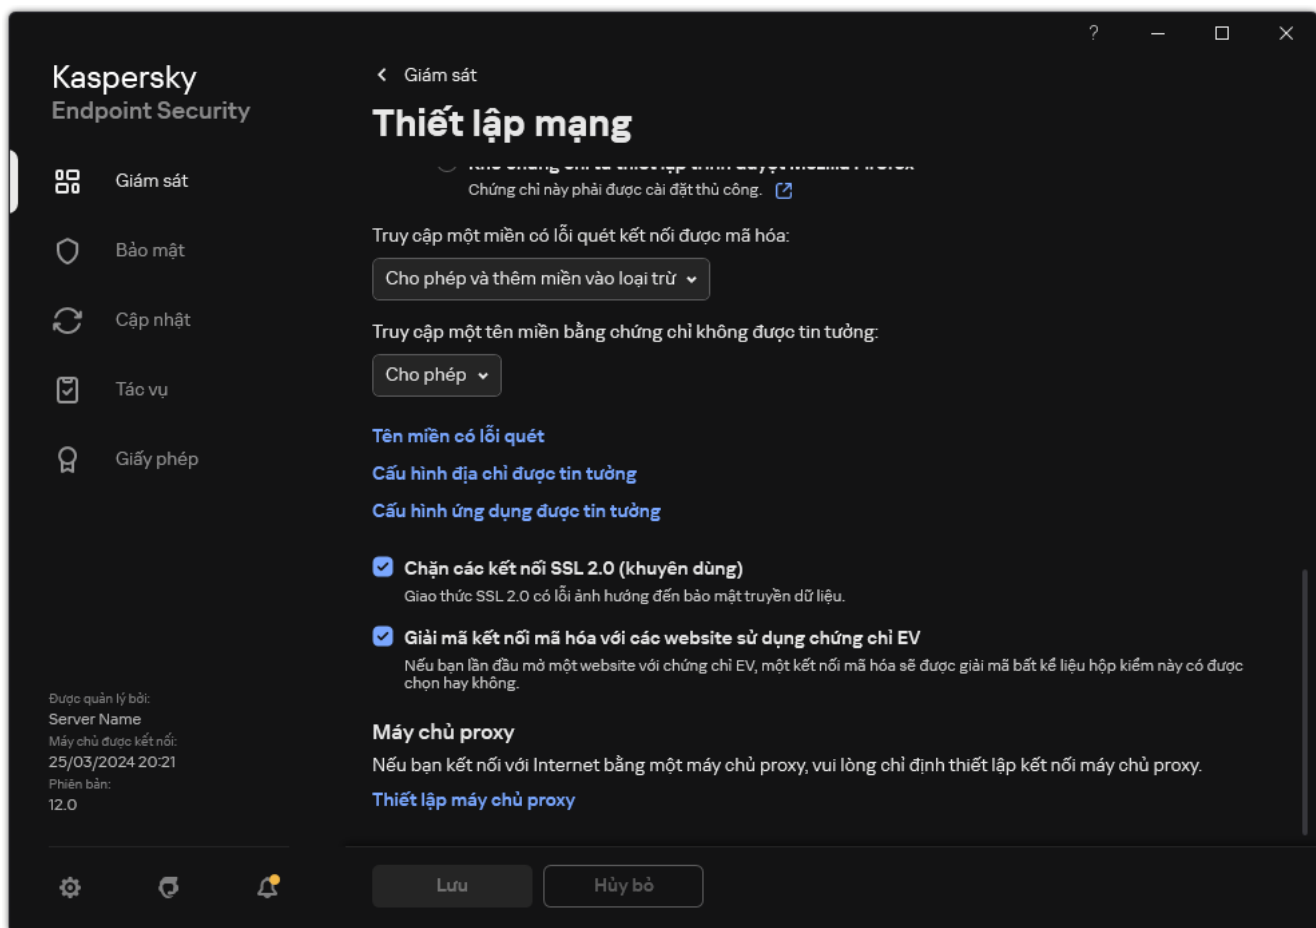 ?
Kaspersky
Endpoint Security
Giám sát
Bảo mật
Cập nhật
Tác vụ
Giấy phép
Được quản lý bởi:
Server Name
Máy chủ được kết nối:
25/03/2024 20:21
Phiên bản:
12.0
Giám sát
Thiết lập mạng
Kho chứng chỉ từ thiết lập trình duyệt Mozilla Firefox
Chứng chỉ này phải được cài đặt thủ công.
Truy cập một miền có lỗi quét kết nối được mã hóa:
Cho phép và thêm miền vào loại trừ
Truy cập một tên miền bằng chứng chỉ không được tin tưởng:
Cho phép
Tên miền có lỗi quét
Cấu hình địa chỉ được tin tưởng
Cấu hình ứng dụng được tin tưởng
Chặn các kết nối SSL 2.0 (khuyên dùng)
Giao thức SSL 2.0 có lỗi ảnh hưởng đến bảo mật truyền dữ liệu.
Giải mã kết nối mã hóa với các website sử dụng chứng chỉ EV
Nếu bạn lần đầu mở một website với chứng chỉ EV, một kết nối mã hóa sẽ được giải mã bất kể liệu hộp kiểm này có được
chọn hay không.
Máy chủ proxy
Nếu bạn kết nối với Internet bằng một máy chủ proxy, vui lòng chỉ định thiết lập kết nối máy chủ proxy.
Thiết lập máy chủ proxy
Lưu
Hủy bỏ